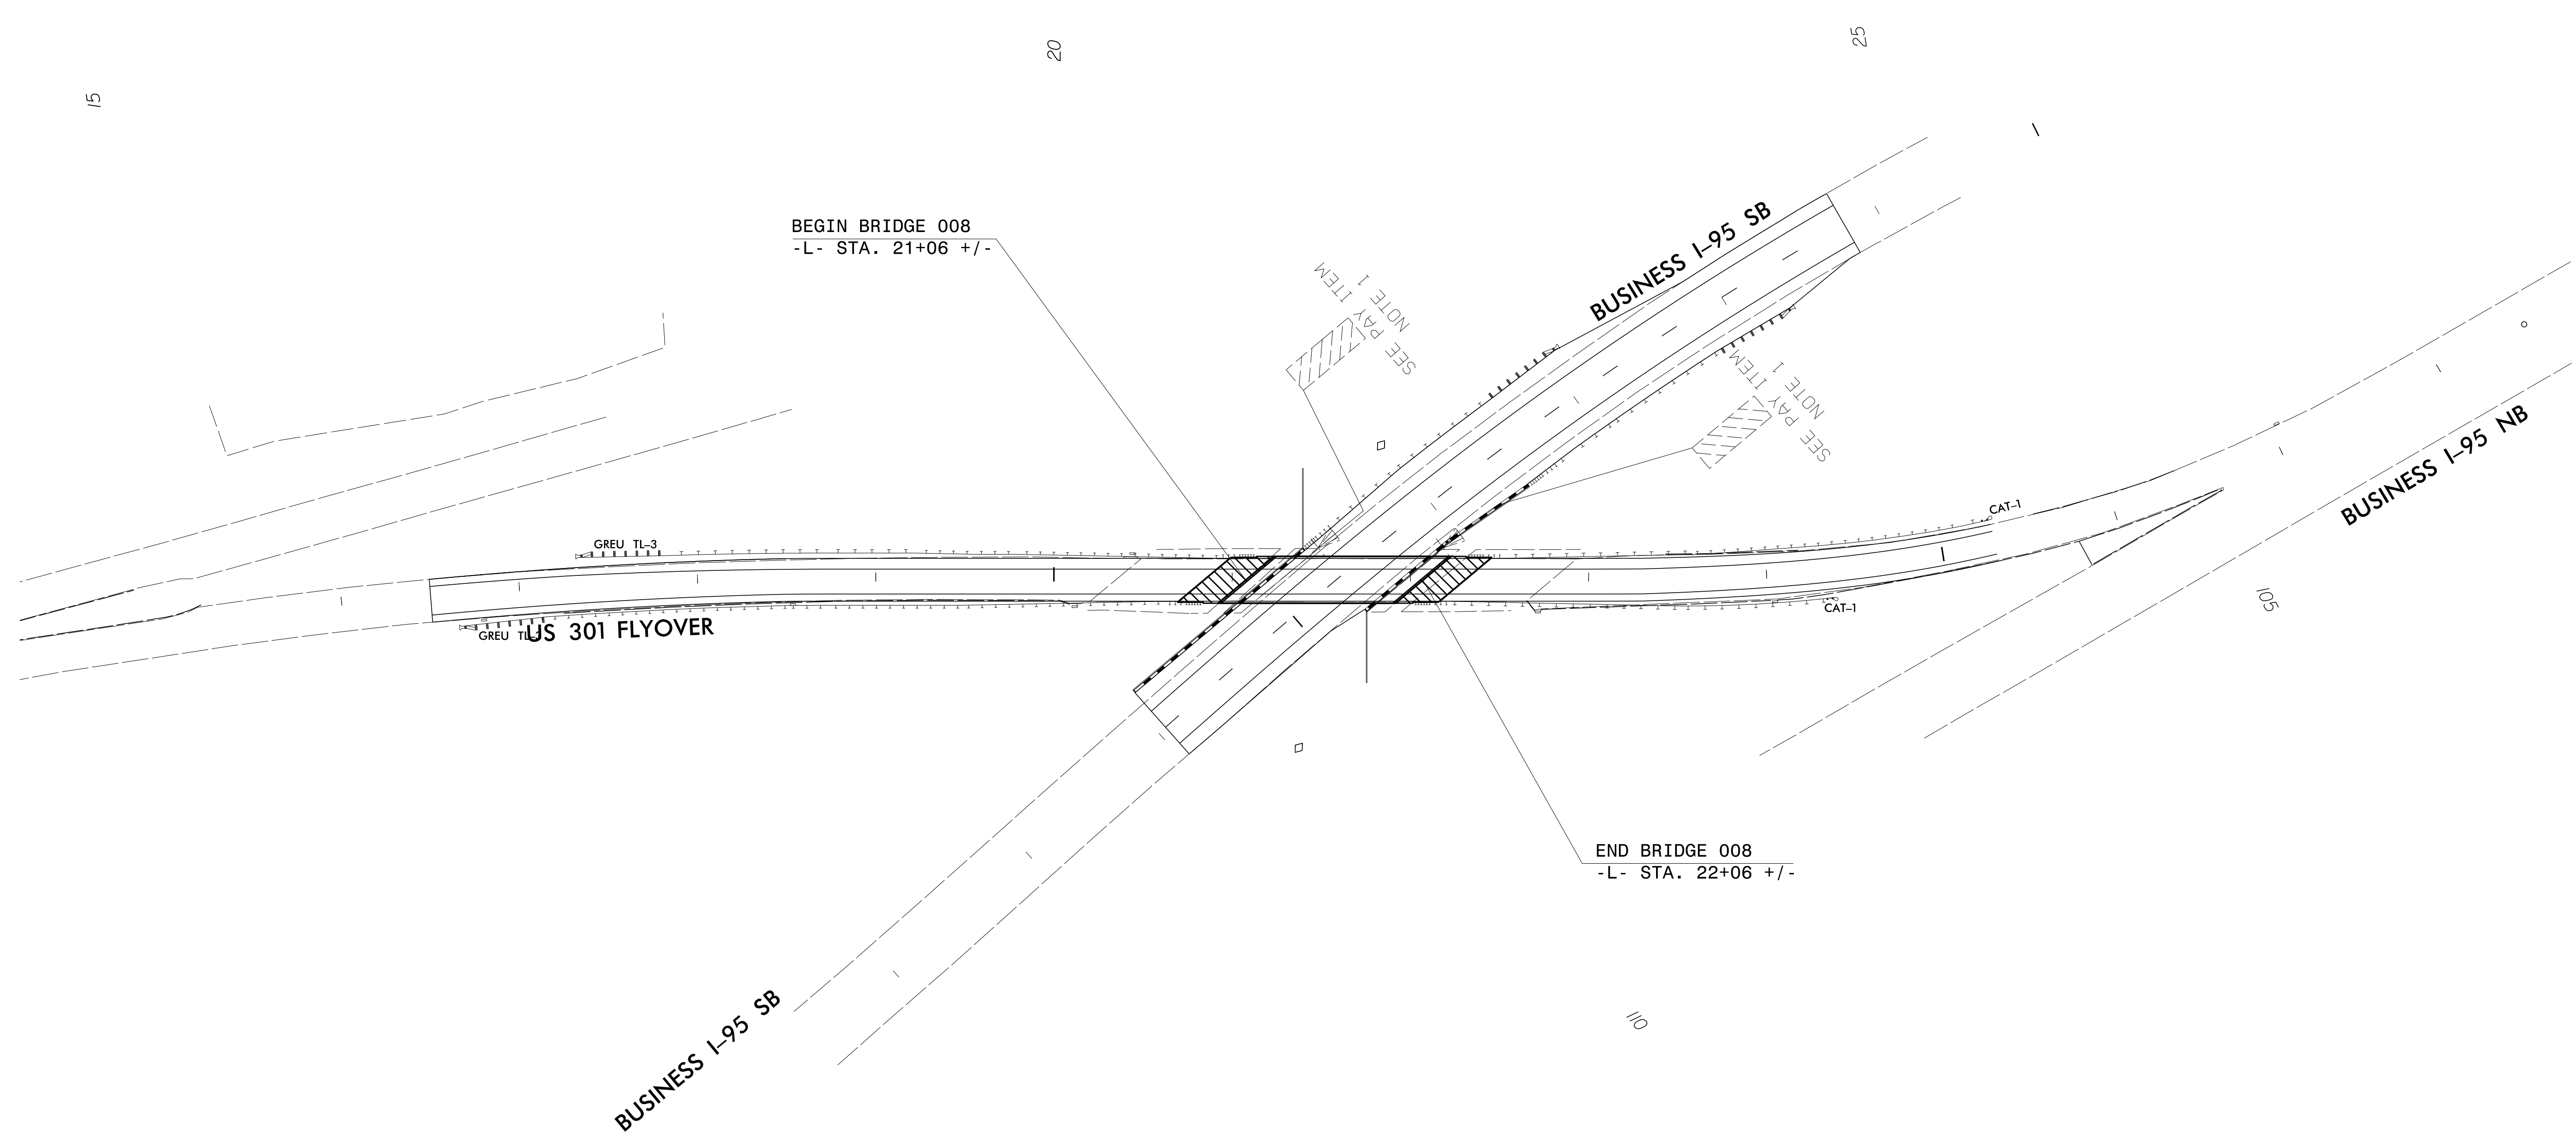 15
20
25
BEGIN BRIDGE 008
-L- STA. 21+06 +/-
BUSINESS I-95 SB
SEE PAY ITEM
NOTE 1
SEE PAY ITEM
NOTE 1
BUSINESS I-95 NB
CAT-1
GREU TL-3
CAT-1
105
GREU TL-3
US 301 FLYOVER
END BRIDGE 008
-L- STA. 22+06 +/-
BUSINESS I-95 SB
110